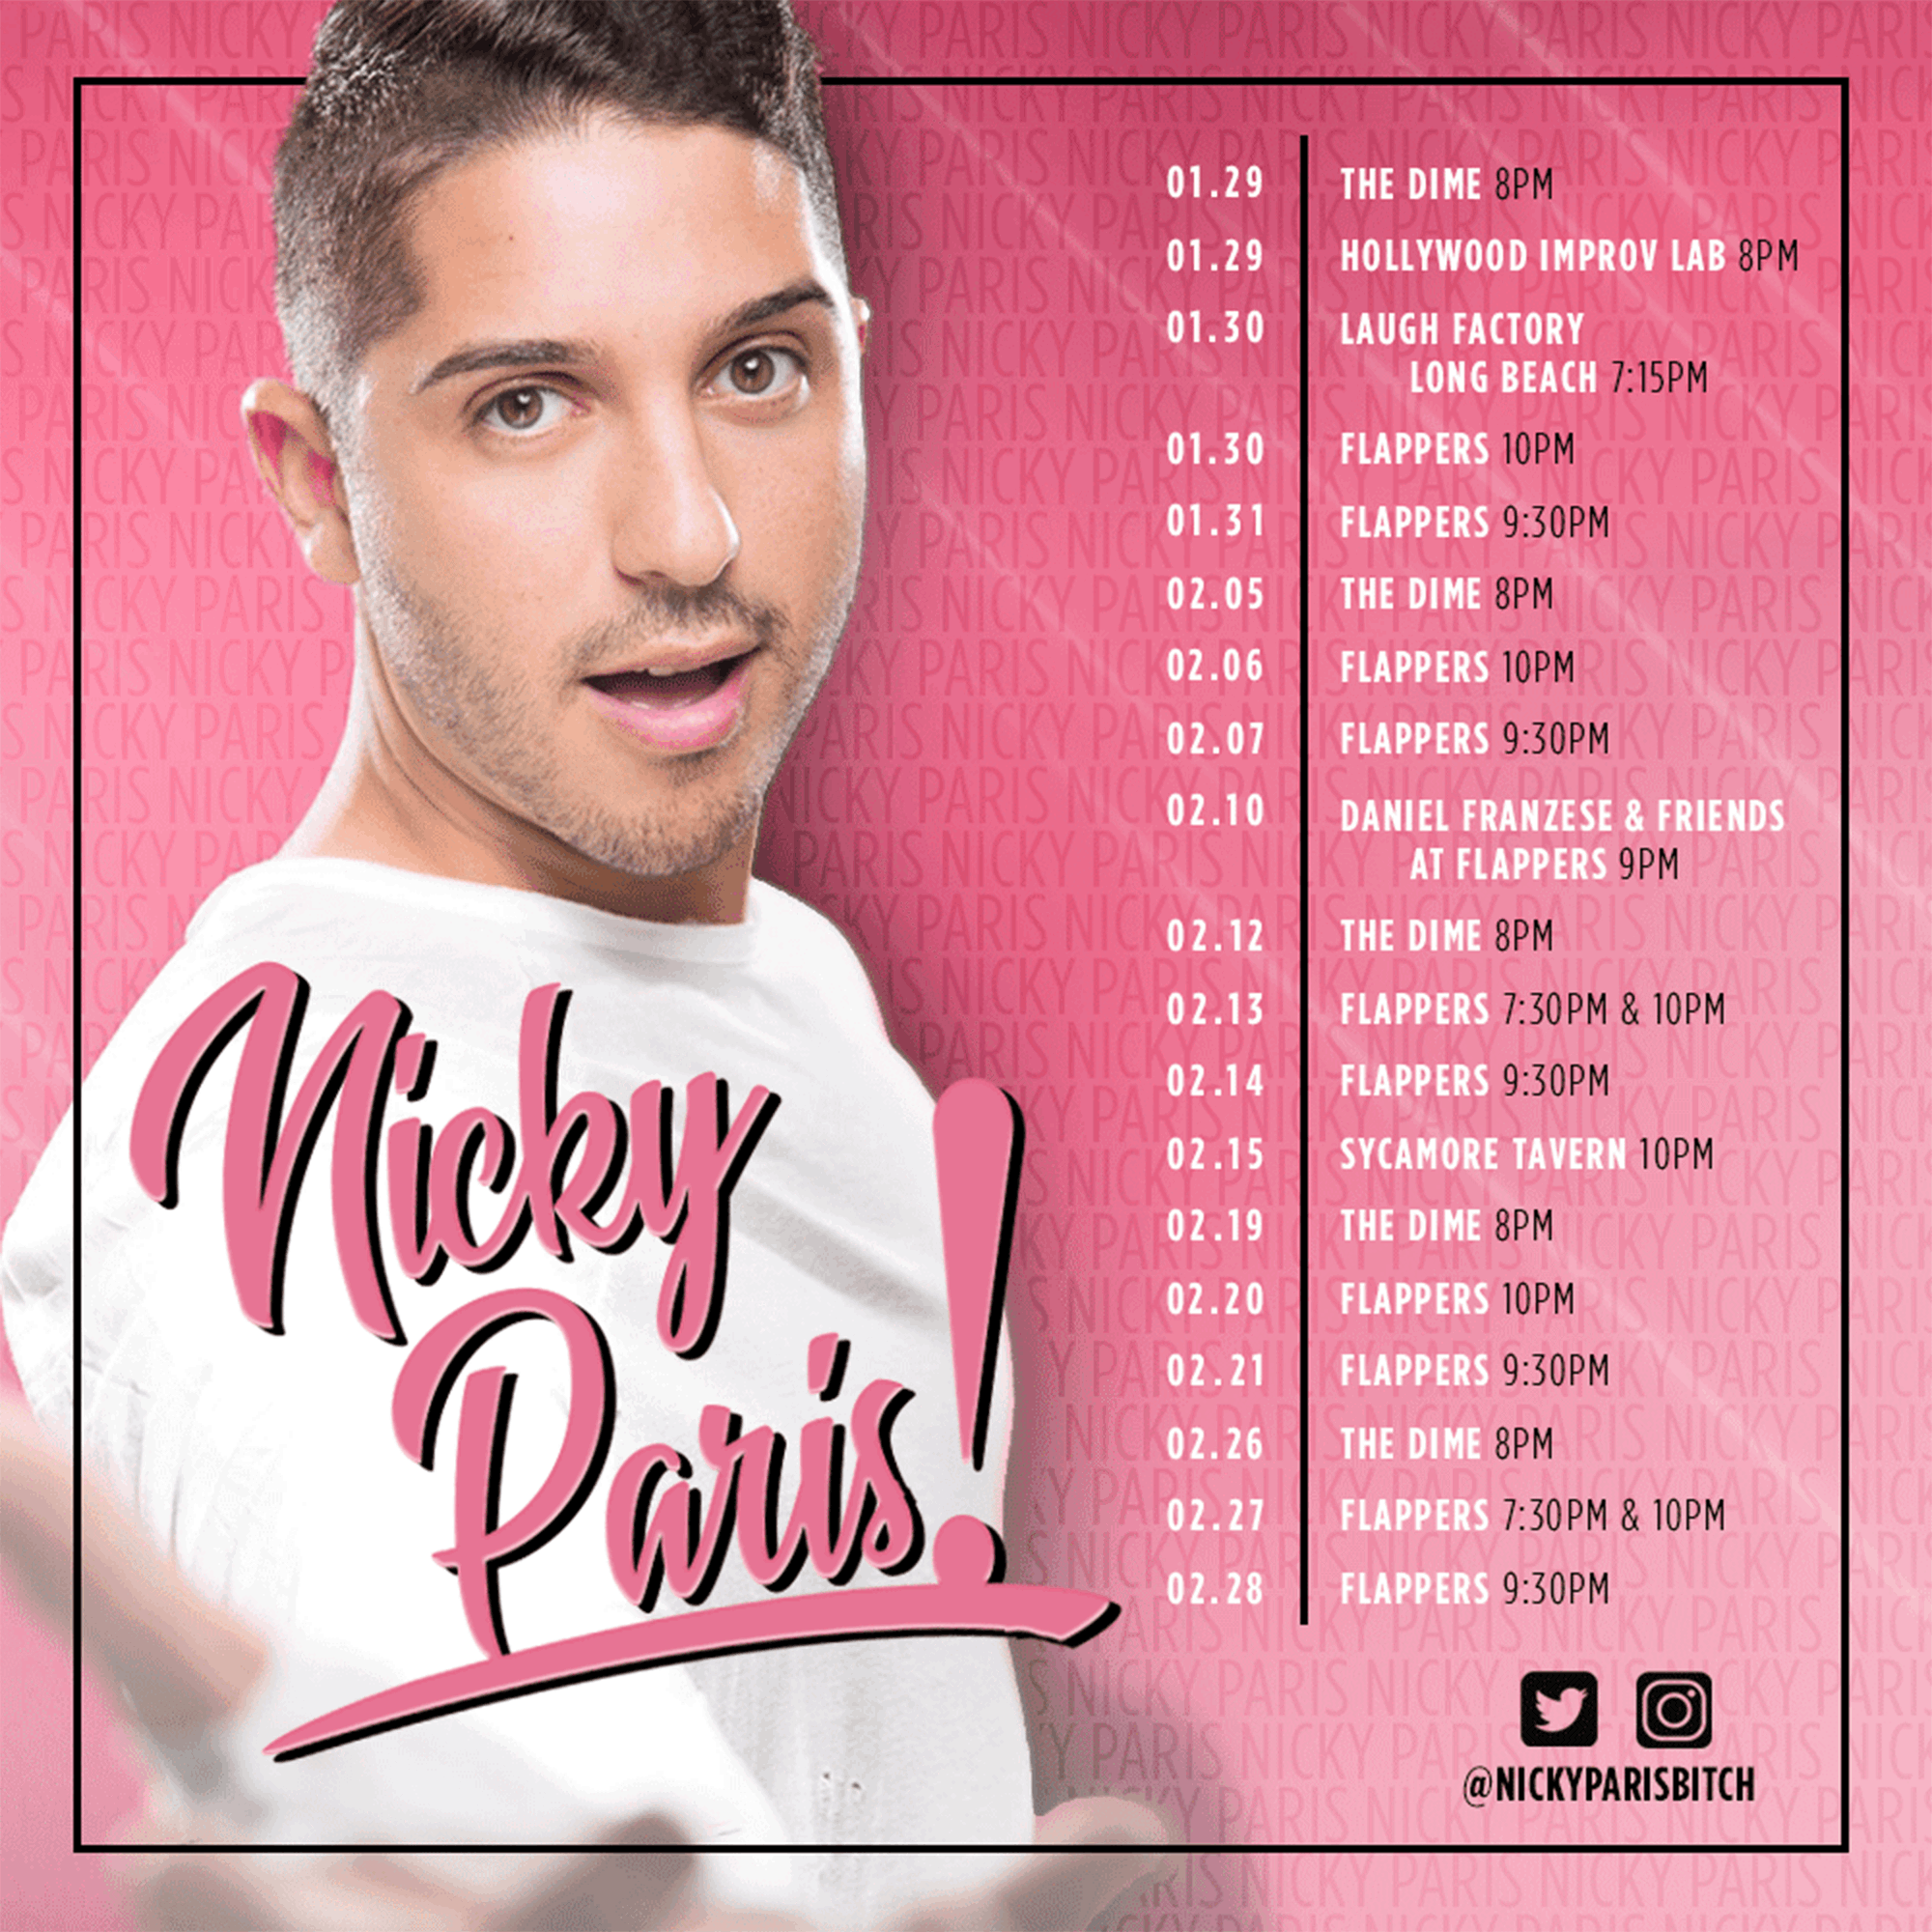 01.29 THE DIME 8PM
01.29 HOLLYWOOD IMPROV LAB 8PM
01.30 LAUGH FACTORY
LONG BEACH 7:15PM
01.30 FLAPPERS 10PM
01.31 FLAPPERS 9:30PM
02.05 THE DIME 8PM
02.06 FLAPPERS 10PM
02.07 FLAPPERS 9:30PM
02.10 DANIEL FRANZESE & FRIENDS
AT FLAPPERS 9PM
02.12 THE DIME 8PM
02.13 FLAPPERS 7:30PM & 10PM
02.14 FLAPPERS 9:30PM
02.15 SYCAMORE TAVERN 10PM
02.19 THE DIME 8PM
02.20 FLAPPERS 10PM
02.21 FLAPPERS 9:30PM
02.26 THE DIME 8PM
02.27 FLAPPERS 7:30PM & 10PM
02.28 FLAPPERS 9:30PM
Nicky
Paris!
@NICKYPARISBITCH